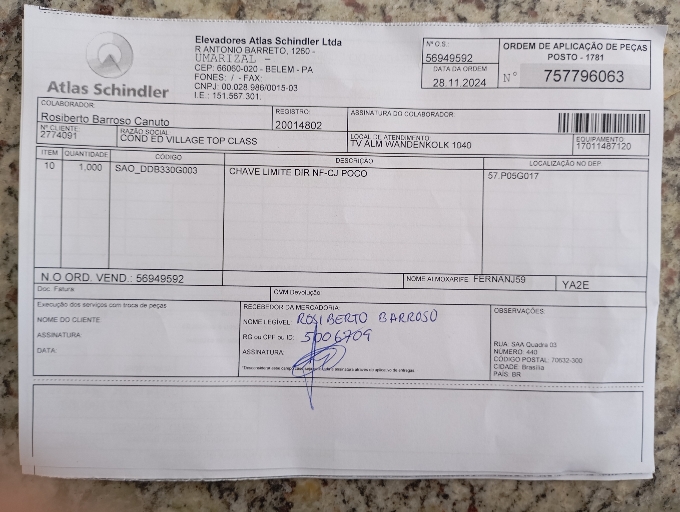 Atlas Schindler
Elevadores Atlas Schindler Ltda
R ANTONIO BARRETO, 1250 -
UMARIZAL -
CEP: 66060-020 - BELEM - PA
FONES: / - FAX:
CNPJ: 00.028.986/0015-03
I.E.: 151.567.301.
Nº O.S.:
56949592
DATA DA ORDEM
28.11.2024
ORDEM DE APLICAÇÃO DE PEÇAS
POSTO - 1781
Nº 757796063
COLABORADOR:
Rosiberto Barroso Canuto
REGISTRO:
20014802
ASSINATURA DO COLABORADOR:
Nº CLIENTE:
2774091
RAZÃO SOCIAL
COND ED VILLAGE TOP CLASS
LOCAL DE ATENDIMENTO:
TV ALM WANDENKOLK 1040
EQUIPAMENTO
17011487120
ITEM QUANTIDADE CÓDIGO DESCRIÇÃO LOCALIZAÇÃO NO DEP.
10 1,000 SAO_DDB330G003 CHAVE LIMITE DIR NF-CJ POCO 57.P05G017
N.O ORD. VEND.: 56949592
NOME ALMOXARIFE: FERNANJ59
YA2E
Doc. Fatura
CVM Devolução
Execução dos serviços com troca de peças
NOME DO CLIENTE:
ASSINATURA:
DATA:
RECEBEDOR DA MERCADORIA
NOME LEGÍVEL: ROSIBERTO BARROSO
RG ou CPF ou ID: 5006709
ASSINATURA:
OBSERVAÇÕES:
RUA: SAA Quadra 03
NÚMERO: 440
CÓDIGO POSTAL: 70632-300
CIDADE: Brasília
PAÍS: BR